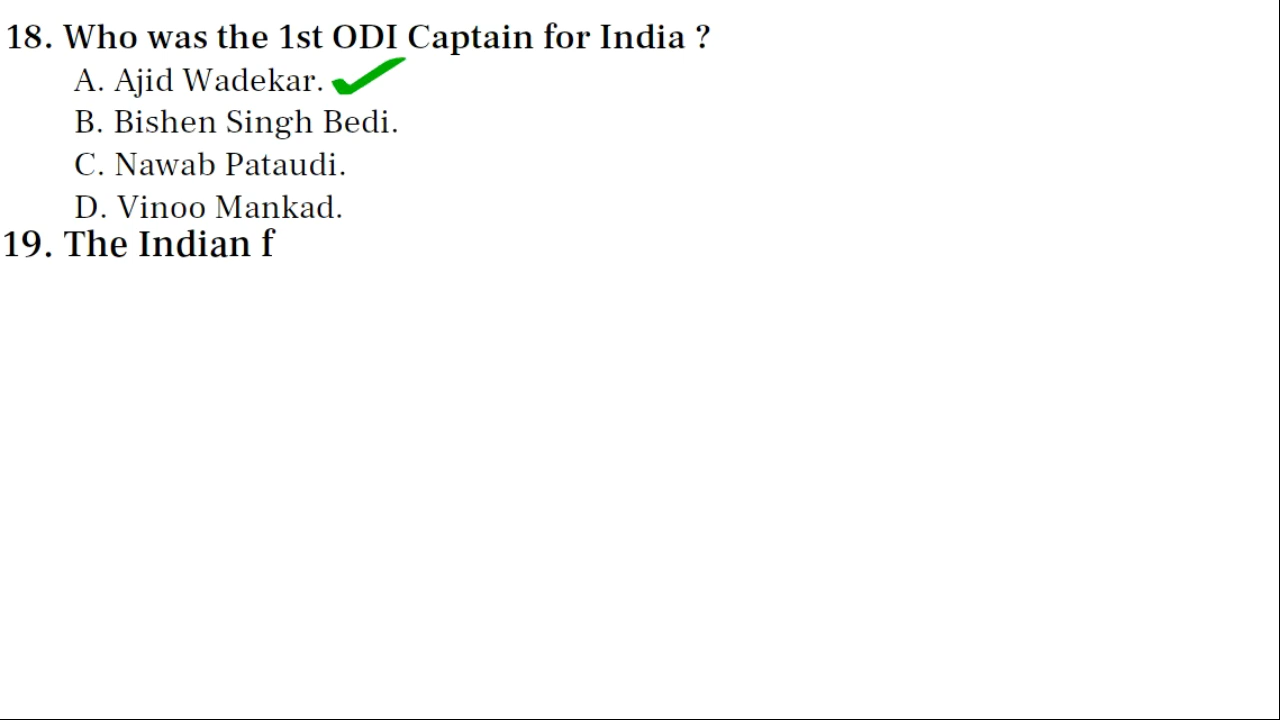 18. Who was the 1st ODI Captain for India ?
A. Ajid Wadekar.
B. Bishen Singh Bedi.
C. Nawab Pataudi.
D. Vinoo Mankad.
19. The Indian f